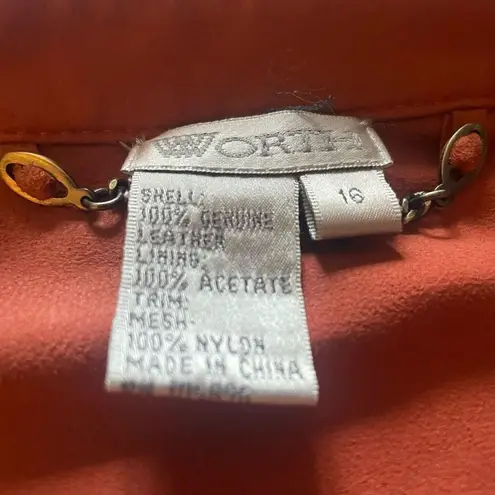 WORTH
16
SHELL:
100% GENUINE
LEATHER
LINING:
100% ACETATE
TRIM:
MESH:
100% NYLON
MADE IN CHINA